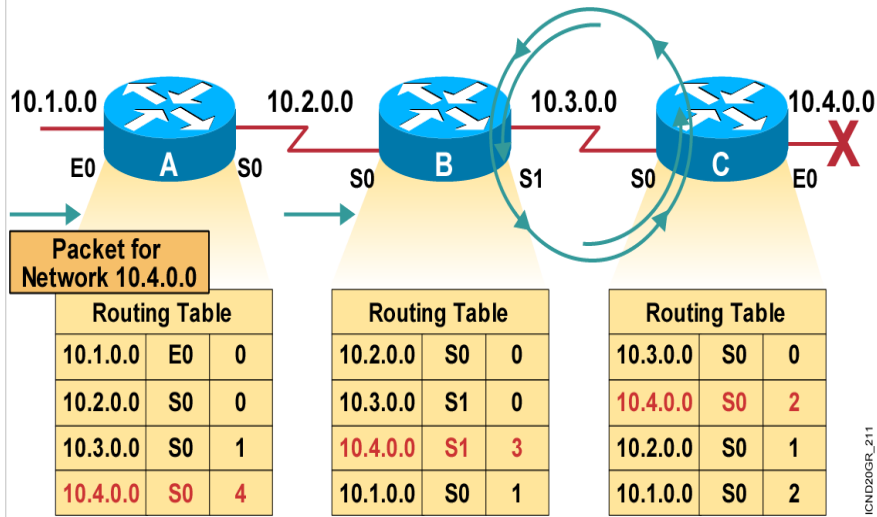 10.1.0.0 10.2.0.0 10.3.0.0 10.4.0.0
X
A B C
E0 S0 S0 S1 S0 E0
Packet for
Network 10.4.0.0
Routing Table
10.1.0.0 E0 0
10.2.0.0 S0 0
10.3.0.0 S0 1
10.4.0.0 S0 4
Routing Table
10.2.0.0 S0 0
10.3.0.0 S1 0
10.4.0.0 S1 3
10.1.0.0 S0 1
Routing Table
10.3.0.0 S0 0
10.4.0.0 S0 2
10.2.0.0 S0 1
10.1.0.0 S0 2
ICND20GR_211